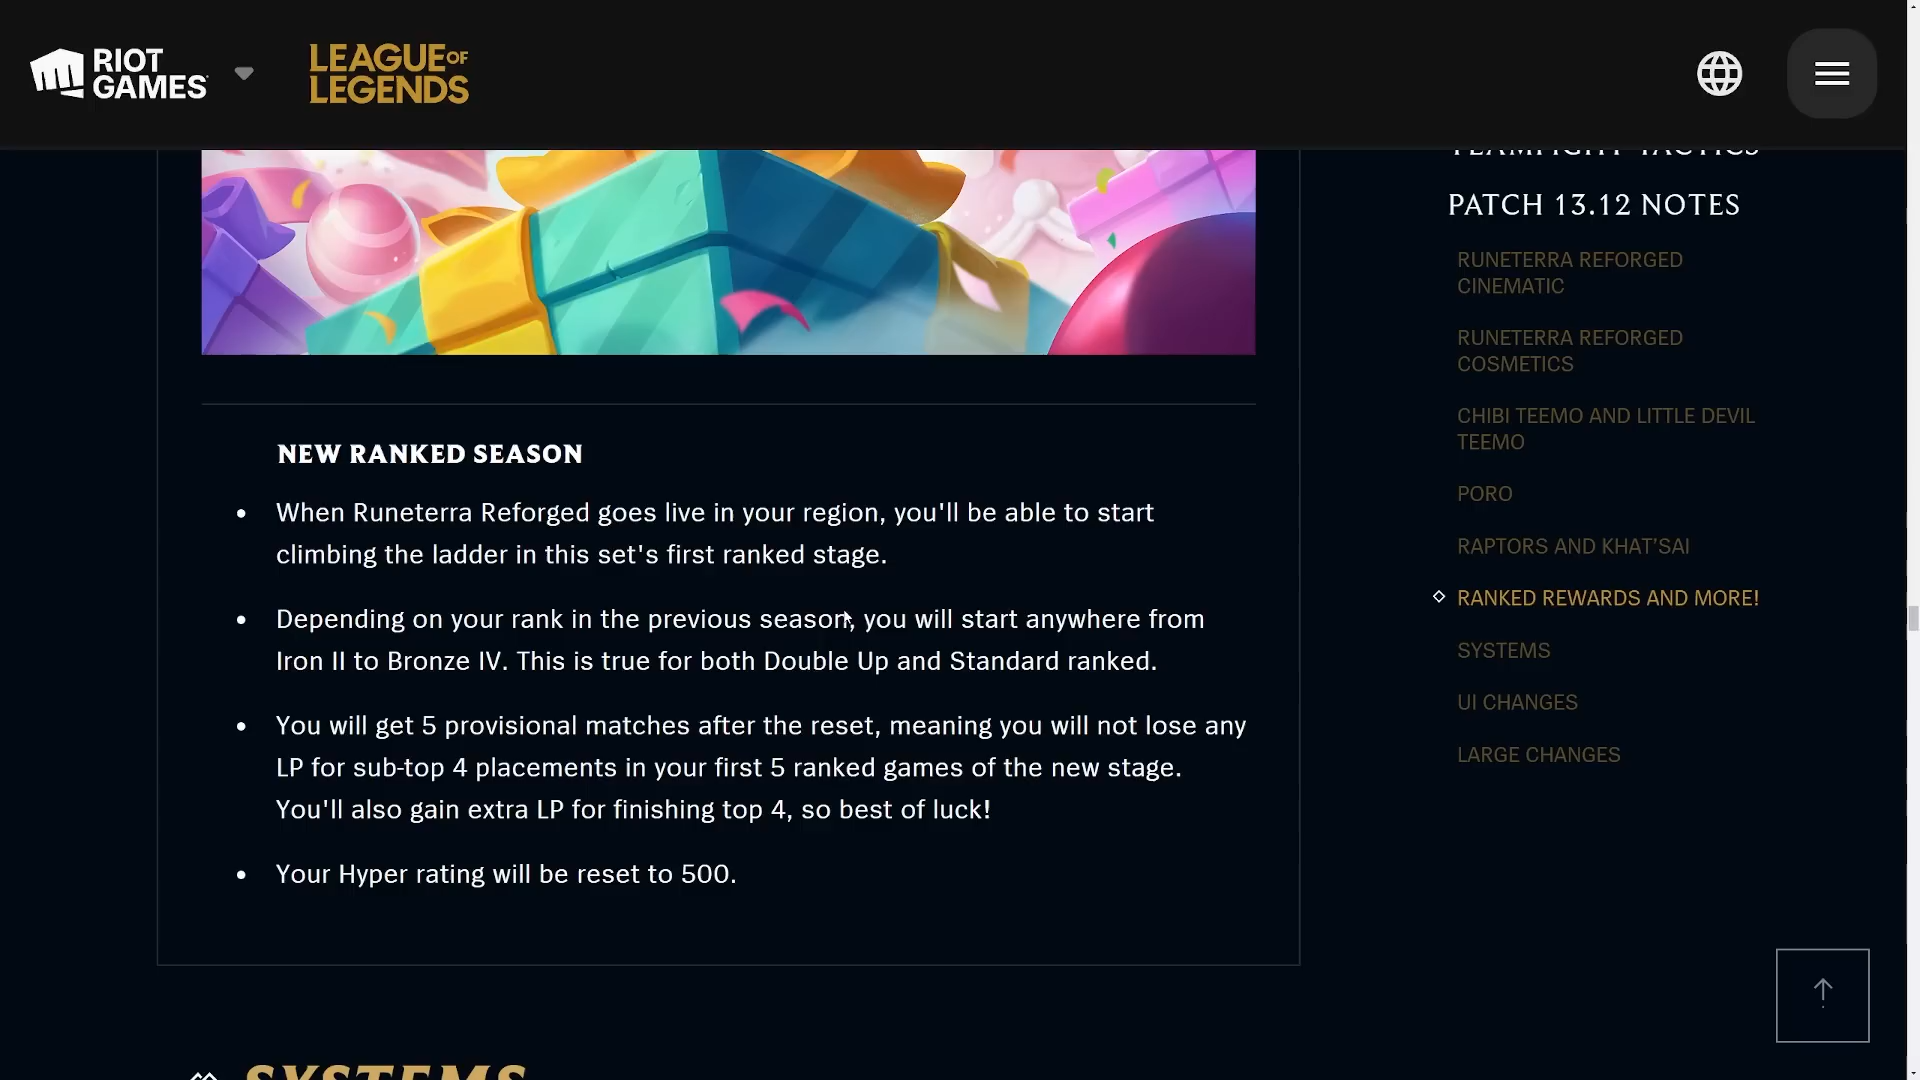 RIOT GAMES
LEAGUE OF LEGENDS
TEAMFIGHT TACTICS
PATCH 13.12 NOTES
RUNETERRA REFORGED
CINEMATIC
RUNETERRA REFORGED
COSMETICS
CHIBI TEEMO AND LITTLE DEVIL
TEEMO
PORO
RAPTORS AND KHAT’SAI
RANKED REWARDS AND MORE!
SYSTEMS
UI CHANGES
LARGE CHANGES
NEW RANKED SEASON
• When Runeterra Reforged goes live in your region, you'll be able to start
climbing the ladder in this set's first ranked stage.
• Depending on your rank in the previous season, you will start anywhere from
Iron II to Bronze IV. This is true for both Double Up and Standard ranked.
• You will get 5 provisional matches after the reset, meaning you will not lose any
LP for sub-top 4 placements in your first 5 ranked games of the new stage.
You'll also gain extra LP for finishing top 4, so best of luck!
• Your Hyper rating will be reset to 500.
SYSTEMS